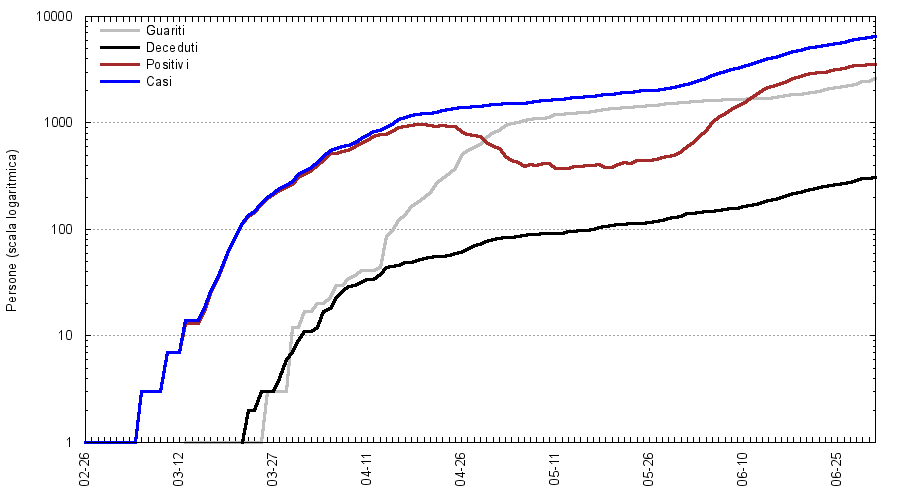 10000
1000
100
10
1
Persone (scala logaritmica)
Guariti
Deceduti
Positivi
Casi
02-26
03-12
03-27
04-11
04-26
05-11
05-26
06-10
06-25